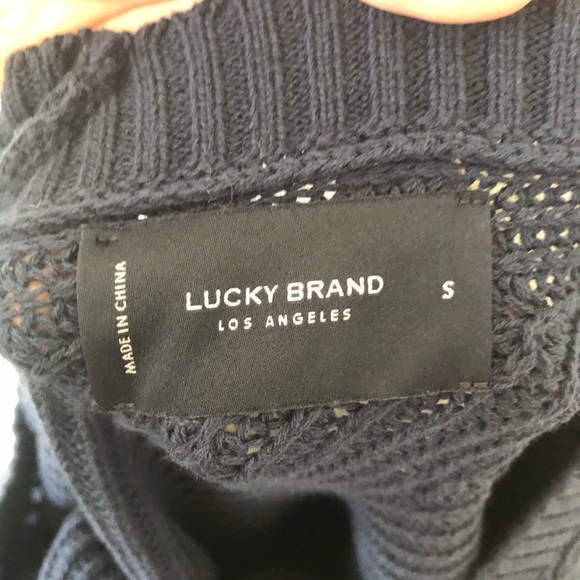 MADE IN CHINA
LUCKY BRAND
LOS ANGELES
S